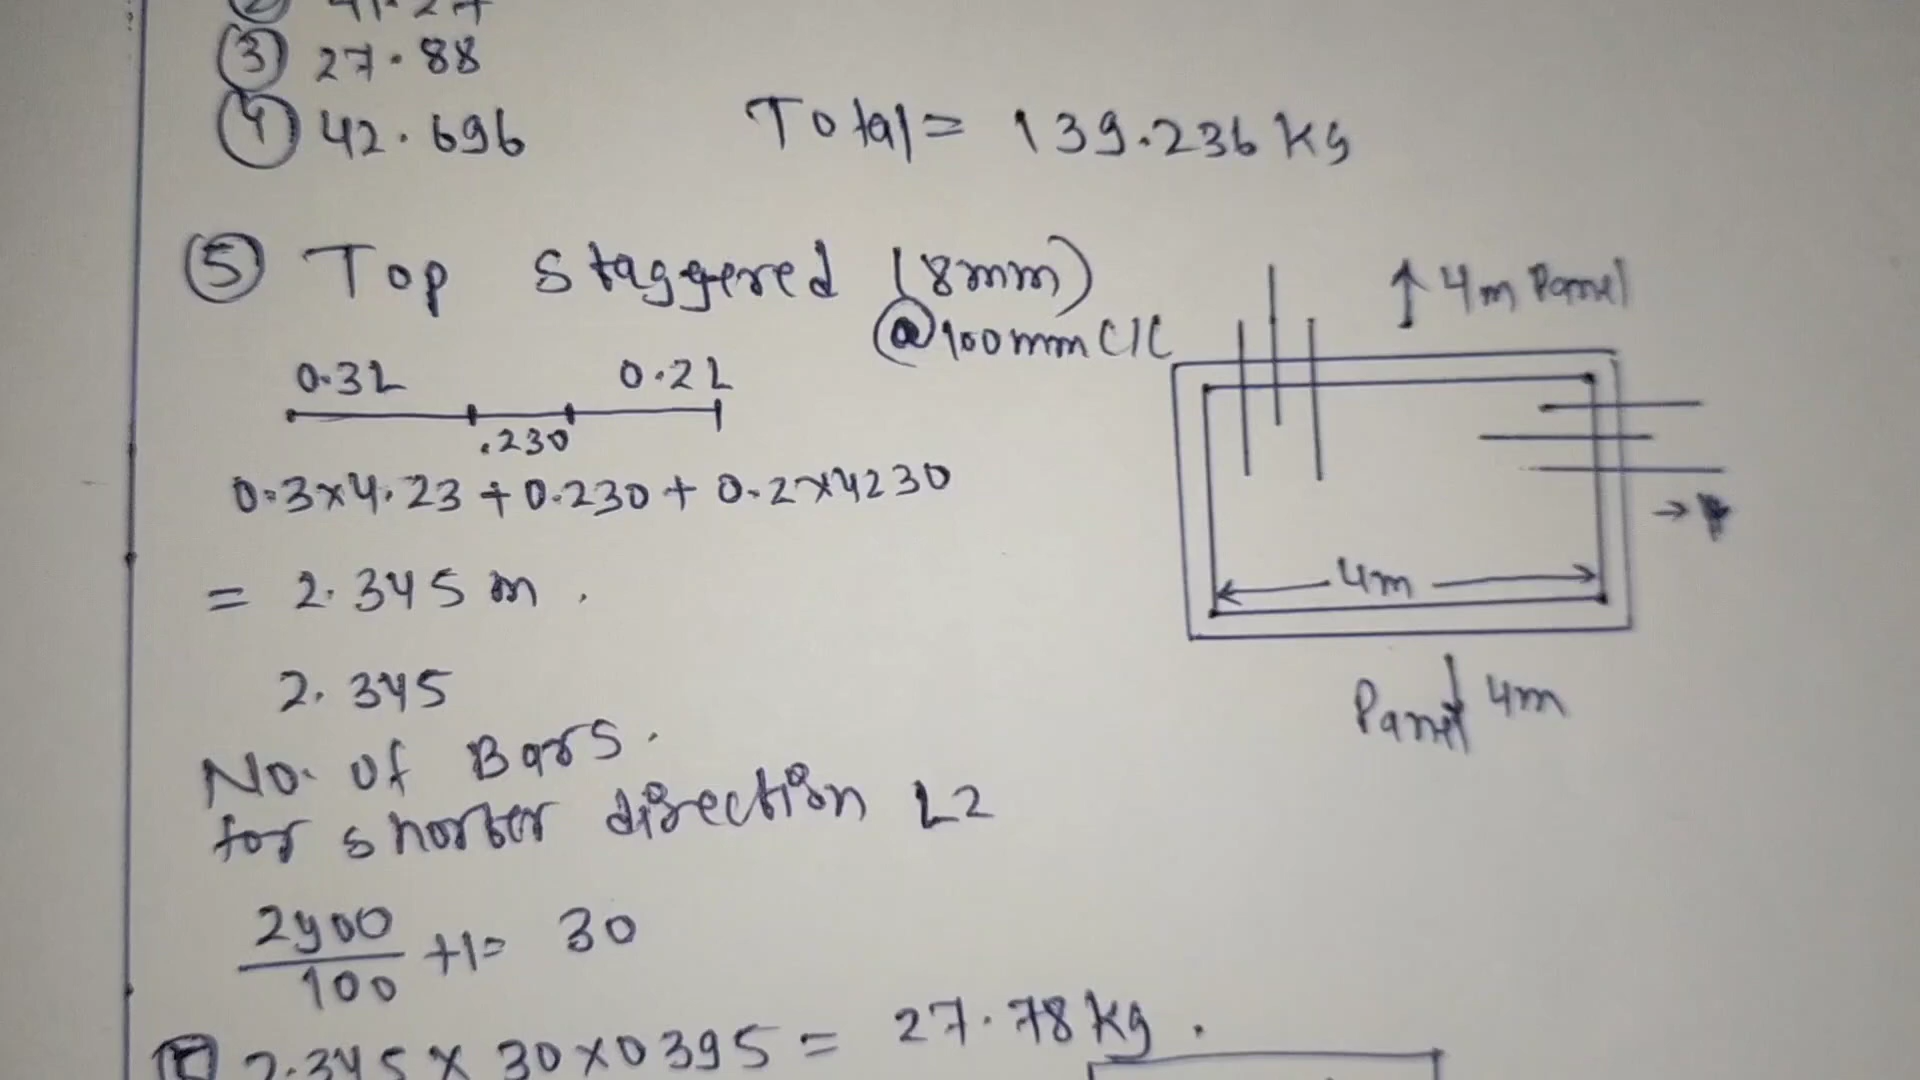 ③ 27.88
④ 42.696
Total = 139.236 kg
⑤ Top staggered (8mm)
@100mm C/C
0.3L 0.2L
.230
0.3×4.23+0.230+0.2×4230
= 2.345 m.
2.345
No. of Bars.
for shorter direction L2
2900
100
+1= 30
2.345 × 30×0395 = 27.78 kg.
↑ 4m Panel
4m
Panel 4m